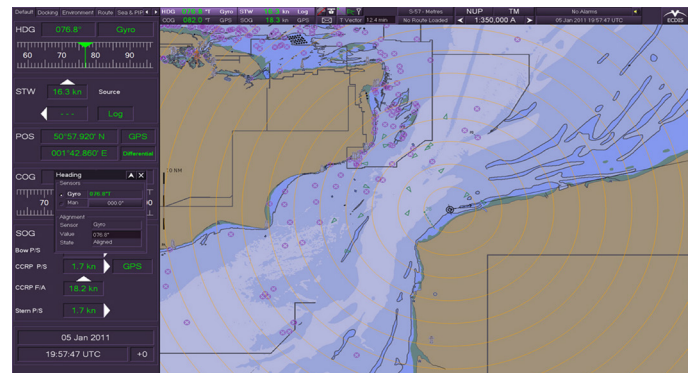 Default Docking Environment Route Sea & Pilot
HDG 076.8 °T Gyro STW 16.3 kn Log
COG 082.0 °T GPS SOG 18.3 kn GPS
T Vector 12.4 min
S-57 - Metres
No Route Loaded
NUP TM
1:350,000 A
No Alarms
05 Jan 2011 19:57:47 UTC
ECDIS
HDG 076.8° Gyro
60 70 80 90
STW 16.3 kn Source
- - - Log
POS 50°57.920' N GPS
001°42.860' E Differential
COG
70
Heading
Sensors
Gyro 076.8°T
Man. 000.0°
Alignment
Sensor Gyro
Value 076.8°
State Aligned
SOG
Bow P/S
CCRP P/S 1.7 kn GPS
CCRP F/A 18.2 kn
Stern P/S 1.7 kn
05 Jan 2011
19:57:47 UTC +0
0 NM